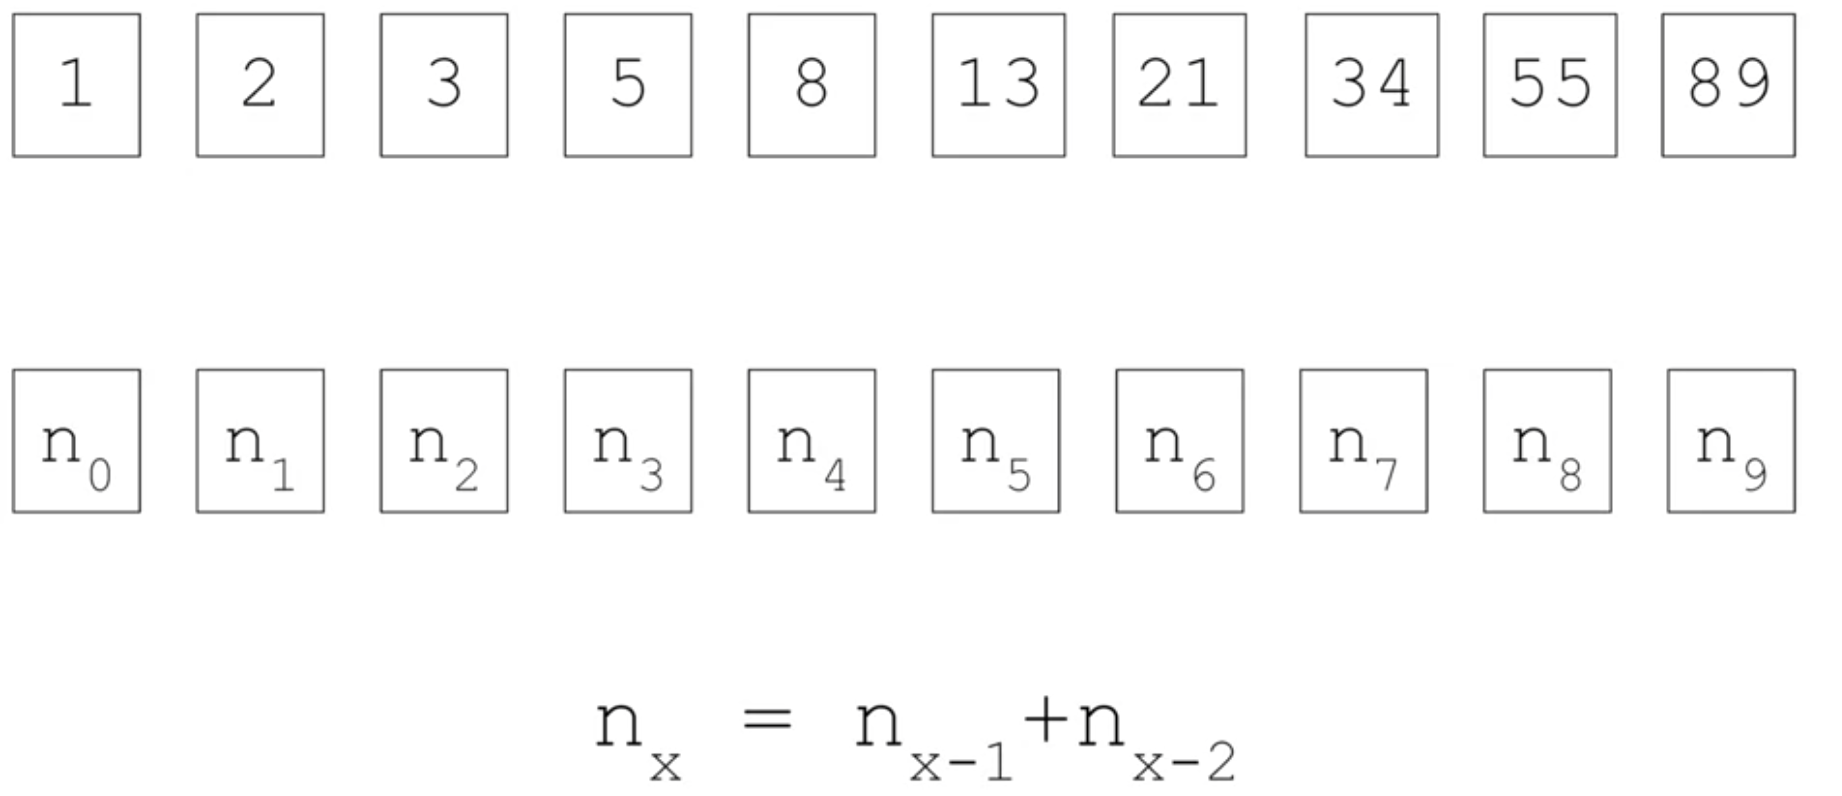 1 2 3 5 8 13 21 34 55 89
n₀ n₁ n₂ n₃ n₄ n₅ n₆ n₇ n₈ n₉
nₓ = nₓ₋₁+nₓ₋₂